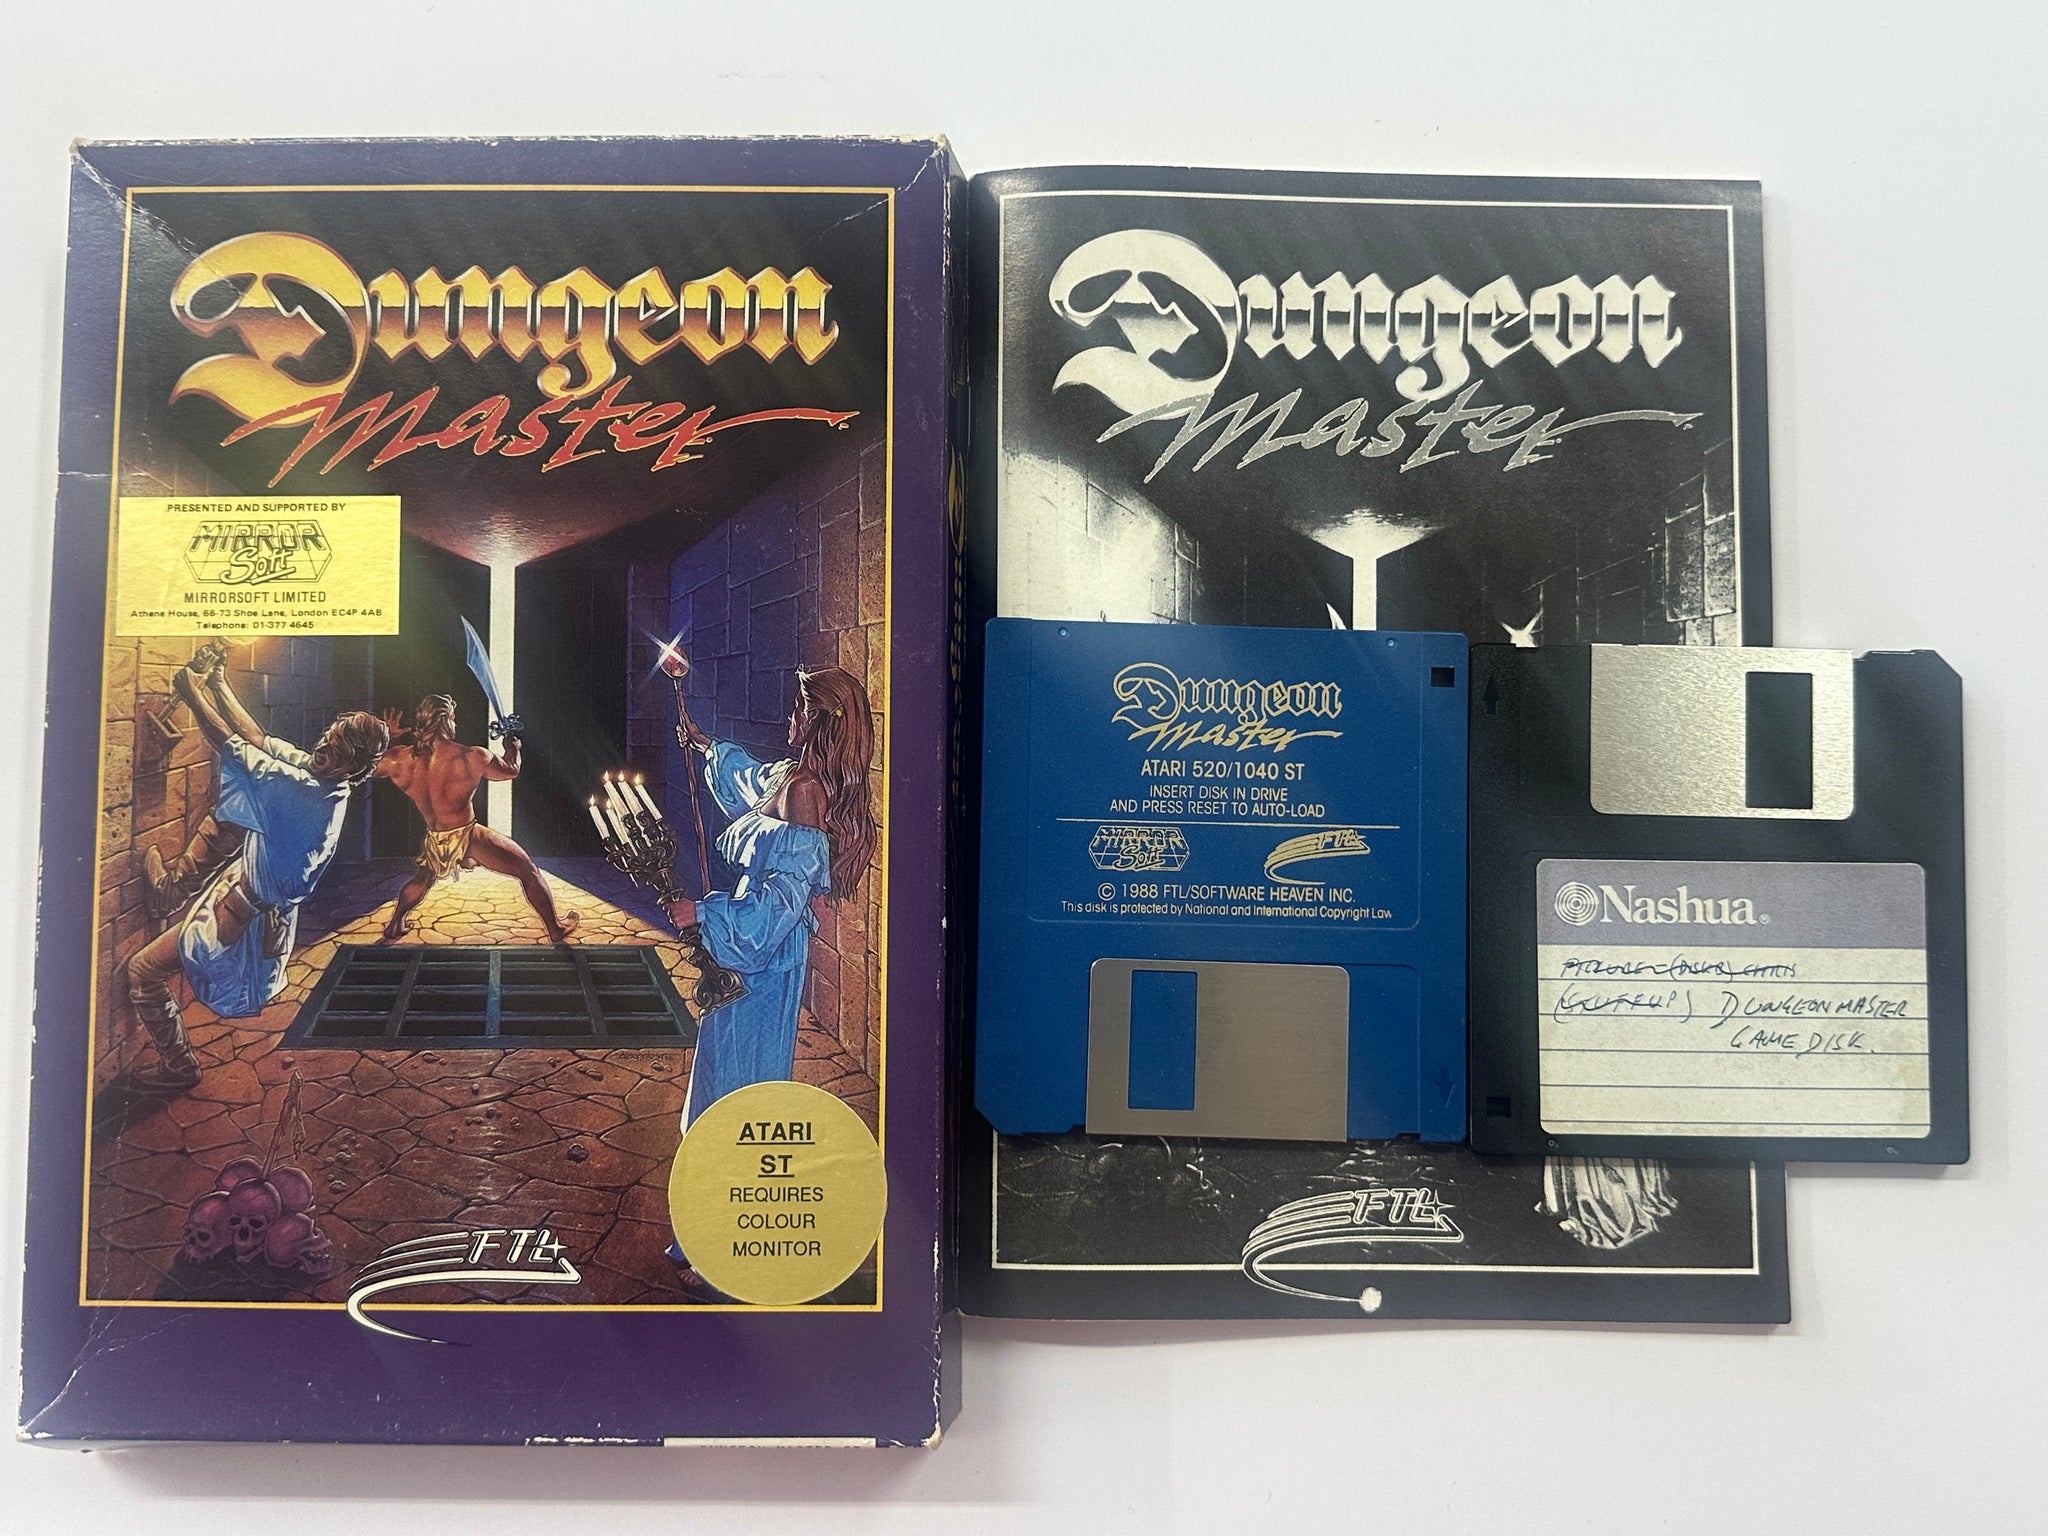 Dungeon
Master
PRESENTED AND SUPPORTED BY
MIRROR
Soft
MIRRORSOFT LIMITED
Athene House, 66-73 Shoe Lane, London EC4P 4AB
Telephone: 01-377 4645
ATARI
ST
REQUIRES
COLOUR
MONITOR
FTL
Dungeon
Master
FTL
Dungeon
Master
ATARI 520/1040 ST
INSERT DISK IN DRIVE
AND PRESS RESET TO AUTO-LOAD
MIRROR
Soft
FTL
© 1988 FTL/SOFTWARE HEAVEN INC.
This disk is protected by National and International Copyright Law
Nashua®
DUNGEON MASTER
GAME DISK.